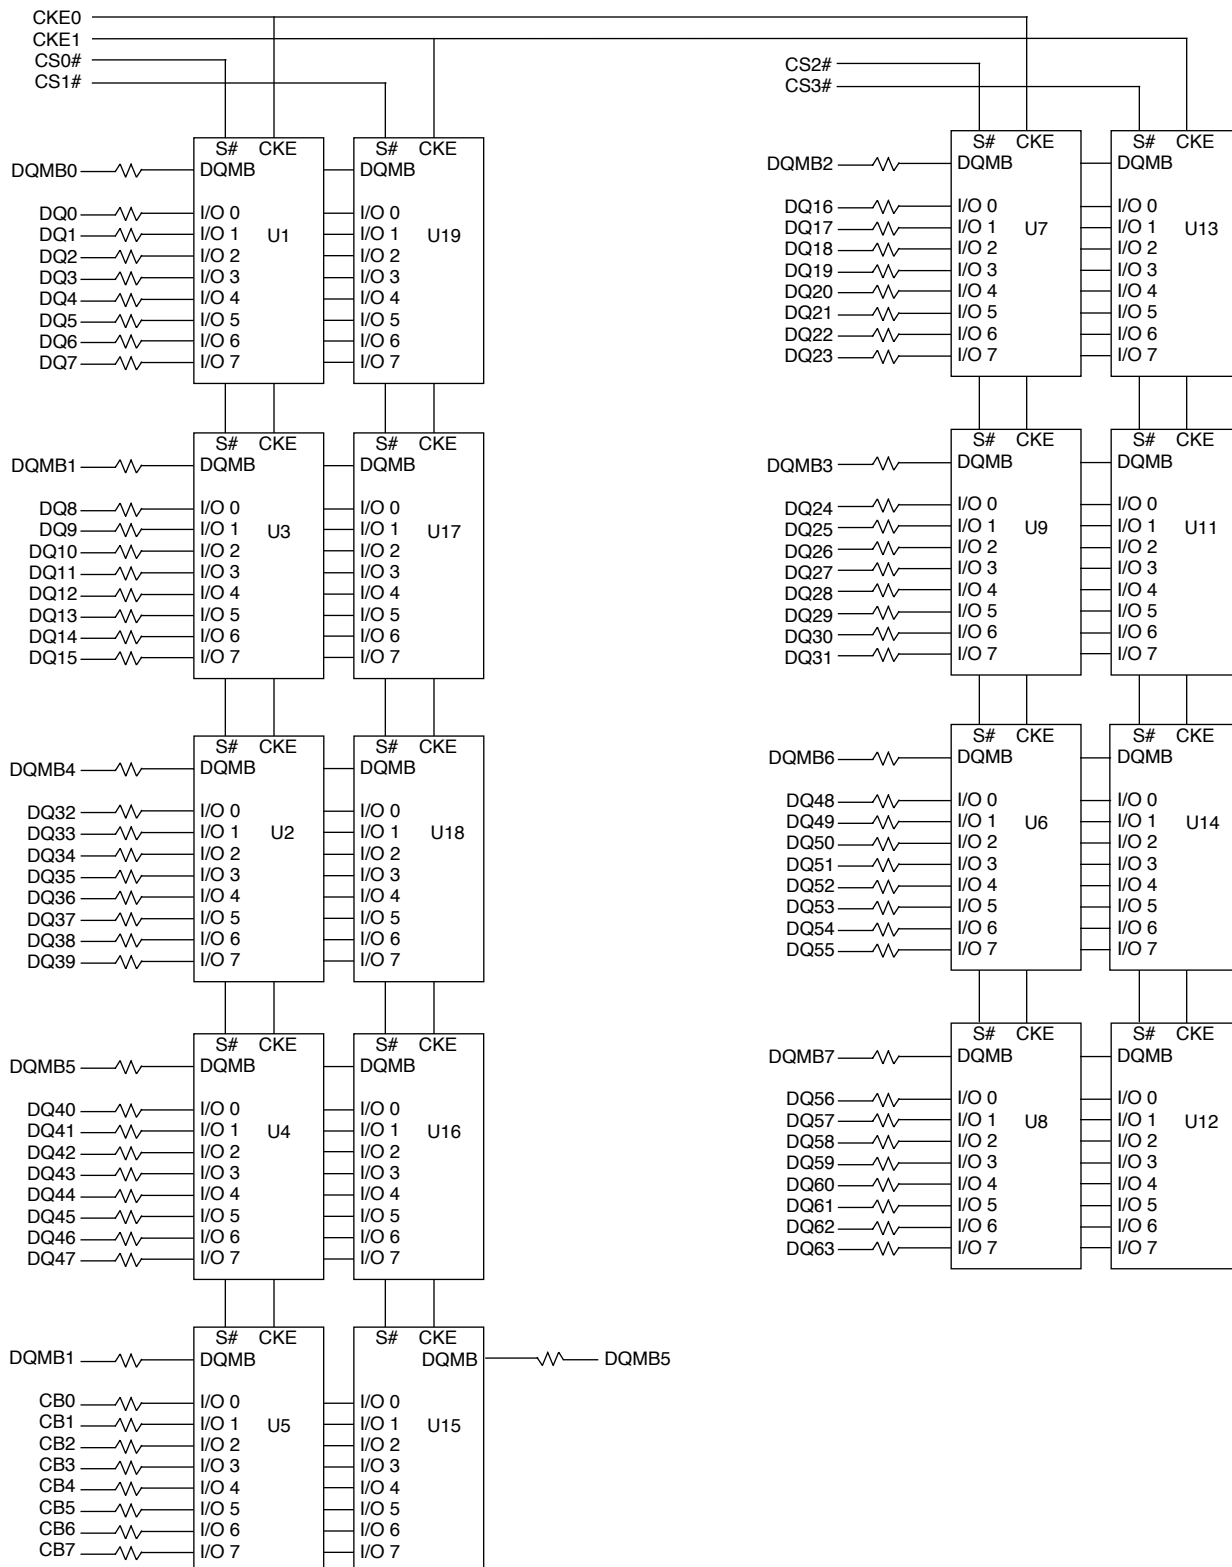 CKE0
CKE1
CS0#
CS1#
CS2#
CS3#
S# CKE
DQMB0
DQMB
DQ0
I/O 0
DQ1
I/O 1
U1
DQ2
I/O 2
DQ3
I/O 3
DQ4
I/O 4
DQ5
I/O 5
DQ6
I/O 6
DQ7
I/O 7
S# CKE
DQMB
I/O 0
I/O 1
U19
I/O 2
I/O 3
I/O 4
I/O 5
I/O 6
I/O 7
S# CKE
DQMB1
DQMB
DQ8
I/O 0
DQ9
I/O 1
U3
DQ10
I/O 2
DQ11
I/O 3
DQ12
I/O 4
DQ13
I/O 5
DQ14
I/O 6
DQ15
I/O 7
S# CKE
DQMB
I/O 0
I/O 1
U17
I/O 2
I/O 3
I/O 4
I/O 5
I/O 6
I/O 7
S# CKE
DQMB4
DQMB
DQ32
I/O 0
DQ33
I/O 1
U2
DQ34
I/O 2
DQ35
I/O 3
DQ36
I/O 4
DQ37
I/O 5
DQ38
I/O 6
DQ39
I/O 7
S# CKE
DQMB
I/O 0
I/O 1
U18
I/O 2
I/O 3
I/O 4
I/O 5
I/O 6
I/O 7
S# CKE
DQMB5
DQMB
DQ40
I/O 0
DQ41
I/O 1
U4
DQ42
I/O 2
DQ43
I/O 3
DQ44
I/O 4
DQ45
I/O 5
DQ46
I/O 6
DQ47
I/O 7
S# CKE
DQMB
I/O 0
I/O 1
U16
I/O 2
I/O 3
I/O 4
I/O 5
I/O 6
I/O 7
S# CKE
DQMB1
DQMB
CB0
I/O 0
CB1
I/O 1
U5
CB2
I/O 2
CB3
I/O 3
CB4
I/O 4
CB5
I/O 5
CB6
I/O 6
CB7
I/O 7
S# CKE
DQMB
DQMB5
I/O 0
I/O 1
U15
I/O 2
I/O 3
I/O 4
I/O 5
I/O 6
I/O 7
S# CKE
DQMB2
DQMB
DQ16
I/O 0
DQ17
I/O 1
U7
DQ18
I/O 2
DQ19
I/O 3
DQ20
I/O 4
DQ21
I/O 5
DQ22
I/O 6
DQ23
I/O 7
S# CKE
DQMB
I/O 0
I/O 1
U13
I/O 2
I/O 3
I/O 4
I/O 5
I/O 6
I/O 7
S# CKE
DQMB3
DQMB
DQ24
I/O 0
DQ25
I/O 1
U9
DQ26
I/O 2
DQ27
I/O 3
DQ28
I/O 4
DQ29
I/O 5
DQ30
I/O 6
DQ31
I/O 7
S# CKE
DQMB
I/O 0
I/O 1
U11
I/O 2
I/O 3
I/O 4
I/O 5
I/O 6
I/O 7
S# CKE
DQMB6
DQMB
DQ48
I/O 0
DQ49
I/O 1
U6
DQ50
I/O 2
DQ51
I/O 3
DQ52
I/O 4
DQ53
I/O 5
DQ54
I/O 6
DQ55
I/O 7
S# CKE
DQMB
I/O 0
I/O 1
U14
I/O 2
I/O 3
I/O 4
I/O 5
I/O 6
I/O 7
S# CKE
DQMB7
DQMB
DQ56
I/O 0
DQ57
I/O 1
U8
DQ58
I/O 2
DQ59
I/O 3
DQ60
I/O 4
DQ61
I/O 5
DQ62
I/O 6
DQ63
I/O 7
S# CKE
DQMB
I/O 0
I/O 1
U12
I/O 2
I/O 3
I/O 4
I/O 5
I/O 6
I/O 7